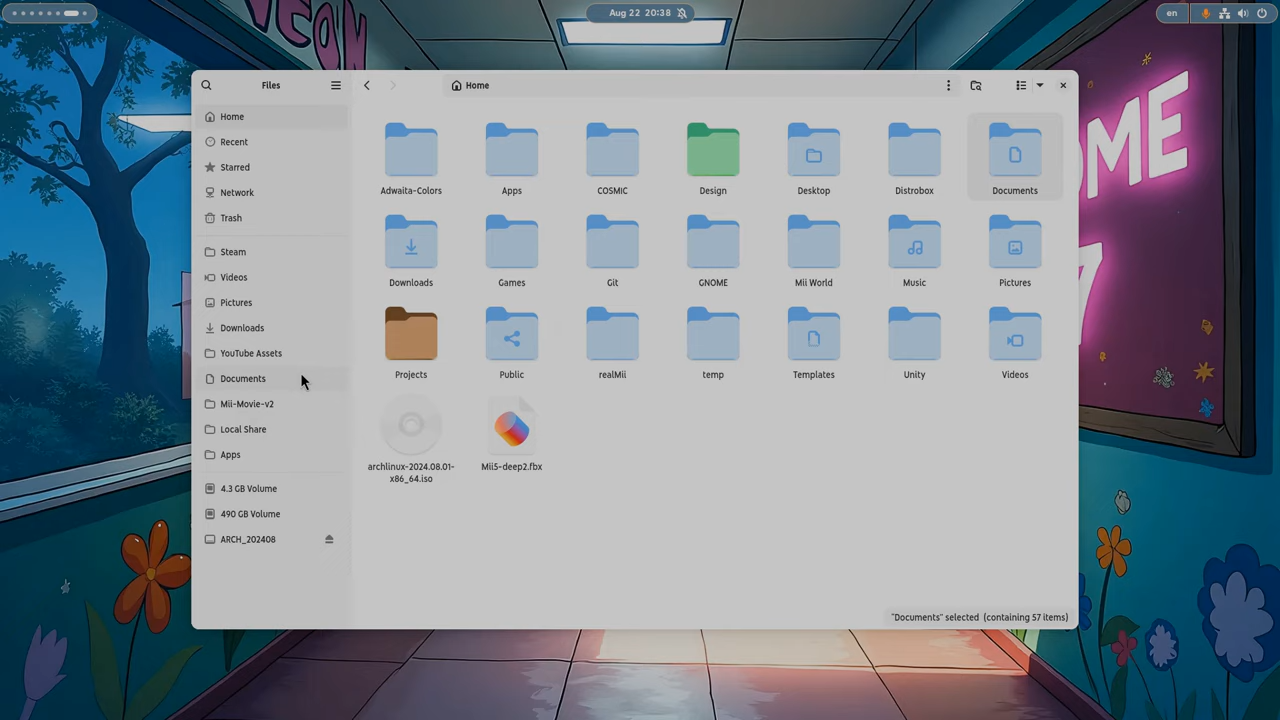 Aug 22 20:38
en
Files
Home
Home
Recent
Starred
Network
Trash
Steam
Videos
Pictures
Downloads
YouTube Assets
Documents
Mii-Movie-v2
Local Share
Apps
4.3 GB Volume
490 GB Volume
ARCH_202408
Adwaita-Colors
Apps
COSMIC
Design
Desktop
Distrobox
Documents
Downloads
Games
Git
GNOME
Mii World
Music
Pictures
Projects
Public
realMii
temp
Templates
Unity
Videos
archlinux-2024.08.01-
x86_64.iso
Mii5-deep2.fbx
"Documents" selected (containing 57 items)
OME
7